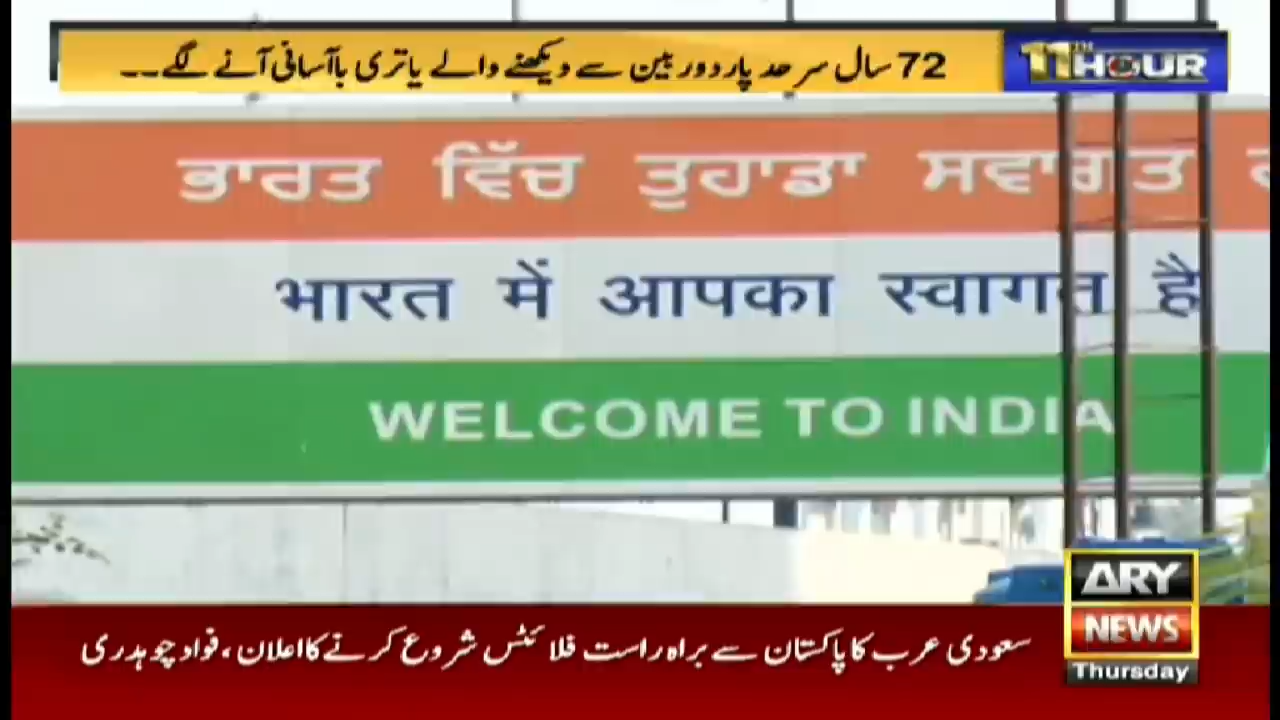 72 سال سرحد پار دوربین سے دیکھنے والے یاتری باآسانی آنے لگے۔۔
11TH HOUR
ਭਾਰਤ ਵਿੱਚ ਤੁਹਾਡਾ ਸਵਾਗਤ
भारत में आपका स्वागत है
WELCOME TO INDIA
ARY
NEWS
Thursday
سعودی عرب کا پاکستان سے براہ راست فلائٹس شروع کرنے کا اعلان، فواد چوہدری